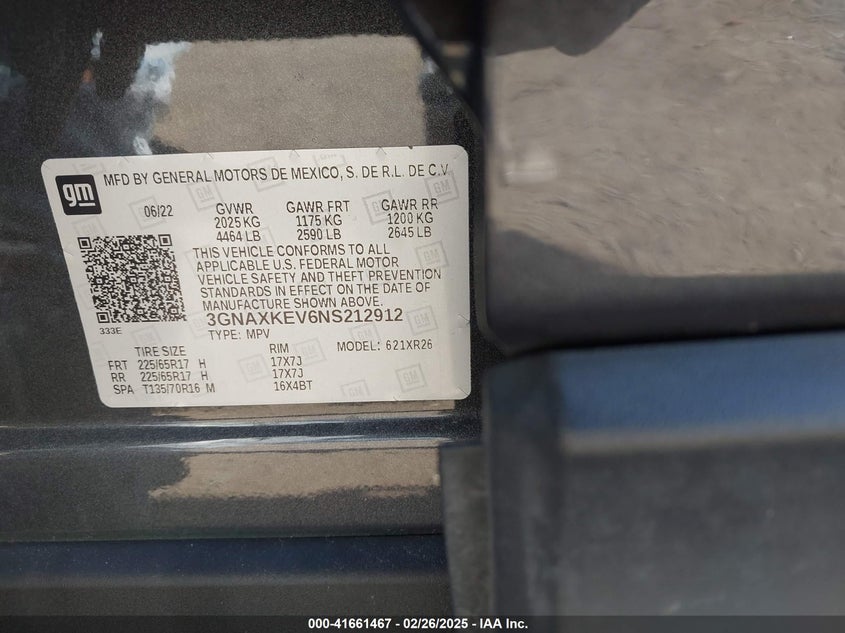 gm MFD BY GENERAL MOTORS DE MEXICO, S. DE R.L. DE C.V.
06/22 GVWR GAWR FRT GAWR RR
2025 KG 1175 KG 1200 KG
4464 LB 2590 LB 2645 LB
THIS VEHICLE CONFORMS TO ALL
APPLICABLE U.S. FEDERAL MOTOR
VEHICLE SAFETY AND THEFT PREVENTION
STANDARDS IN EFFECT ON THE DATE OF
MANUFACTURE SHOWN ABOVE.
333E 3GNAXKEV6NS212912
TYPE: MPV
TIRE SIZE RIM MODEL: 621XR26
FRT 225/65R17 H 17X7J
RR 225/65R17 H 17X7J
SPA T135/70R16 M 16X4BT
000-41661467 - 02/26/2025 - IAA Inc.